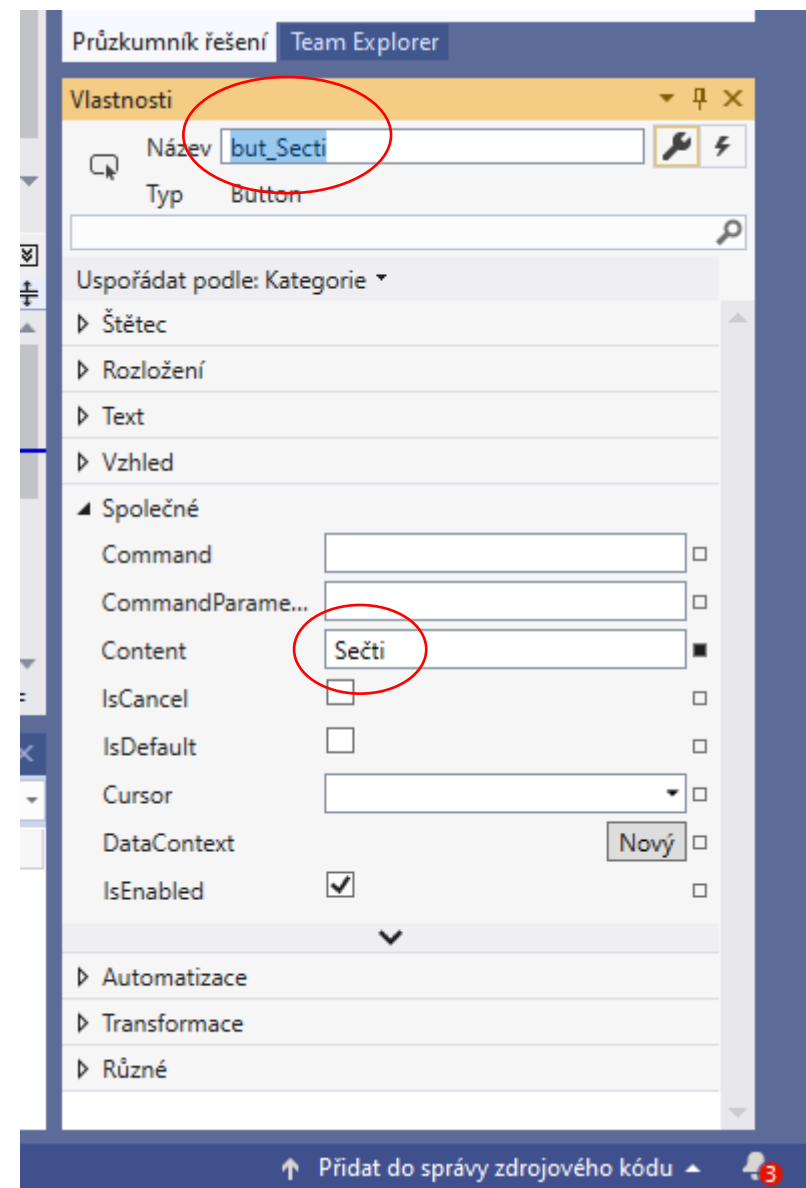 Průzkumník řešení Team Explorer
Vlastnosti
Název but_Secti
Typ Button
Uspořádat podle: Kategorie
Štětec
Rozložení
Text
Vzhled
Společné
Command
CommandParame...
Content Sečti
IsCancel
IsDefault
Cursor
DataContext Nový
IsEnabled
Automatizace
Transformace
Různé
Přidat do správy zdrojového kódu 3